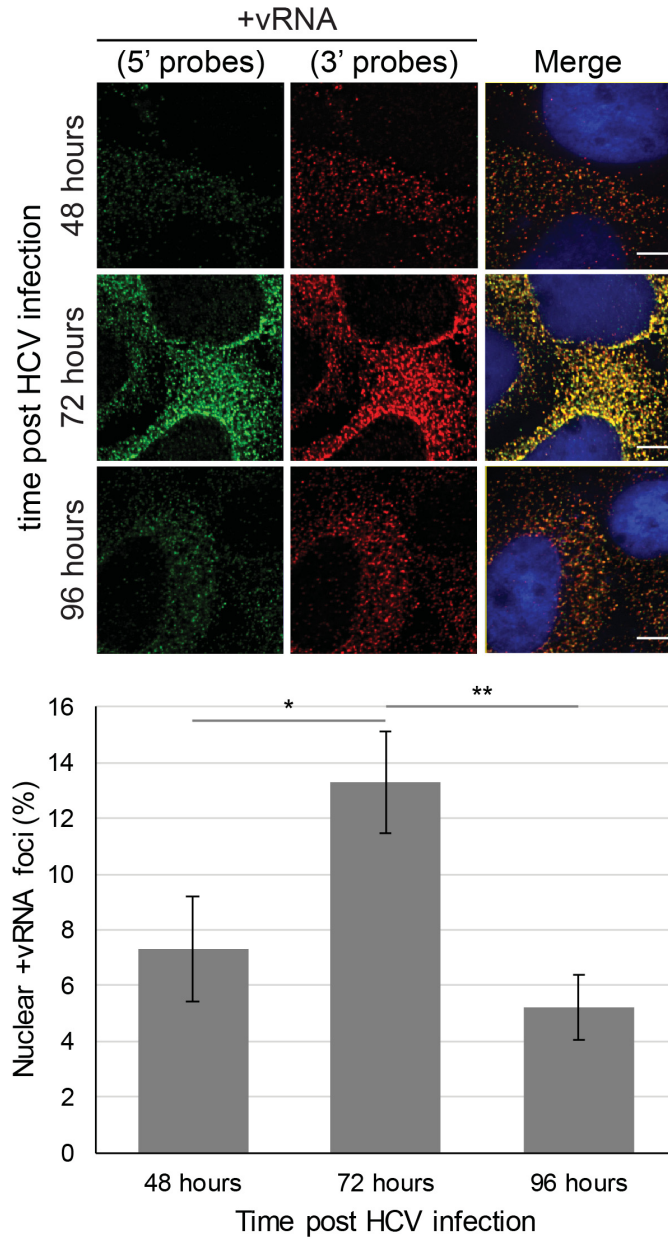 +vRNA
(5' probes) (3' probes) Merge
time post HCV infection
48 hours
72 hours
96 hours
Nuclear +vRNA foci (%)
16
14
12
10
8
6
4
2
0
* **
48 hours 72 hours 96 hours
Time post HCV infection